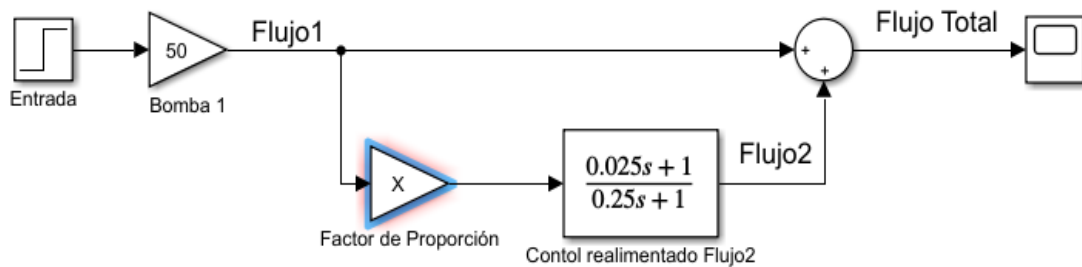 Flujo1
Flujo Total
50
+
+
Entrada
Bomba 1
X
0.025s + 1
0.25s + 1
Flujo2
Factor de Proporción
Contol realimentado Flujo2